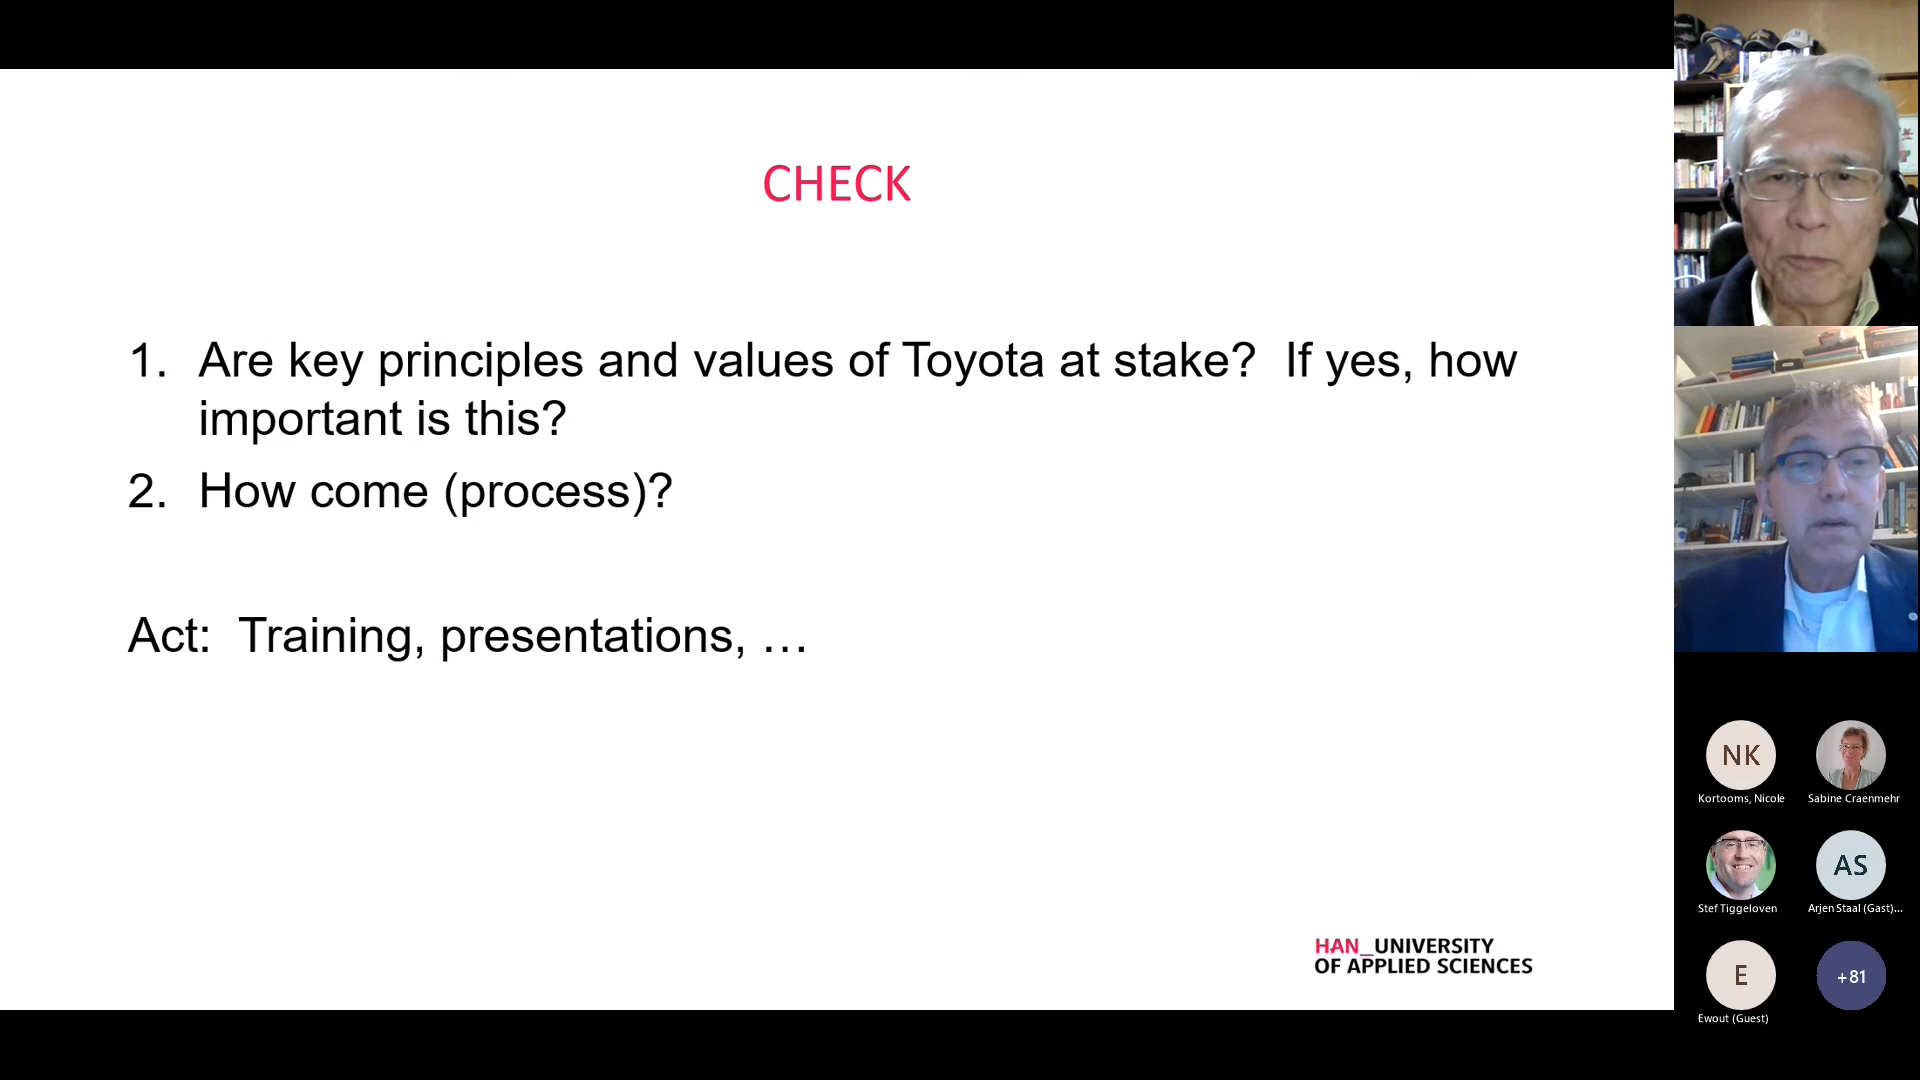 CHECK
1. Are key principles and values of Toyota at stake?  If yes, how
important is this?
2. How come (process)?
Act:  Training, presentations, …
HAN_UNIVERSITY
OF APPLIED SCIENCES
NK
Kortooms, Nicole
Sabine Craenmehr
Stef Tiggeloven
AS
Arjen Staal (Gast)...
E
Ewout (Guest)
+81